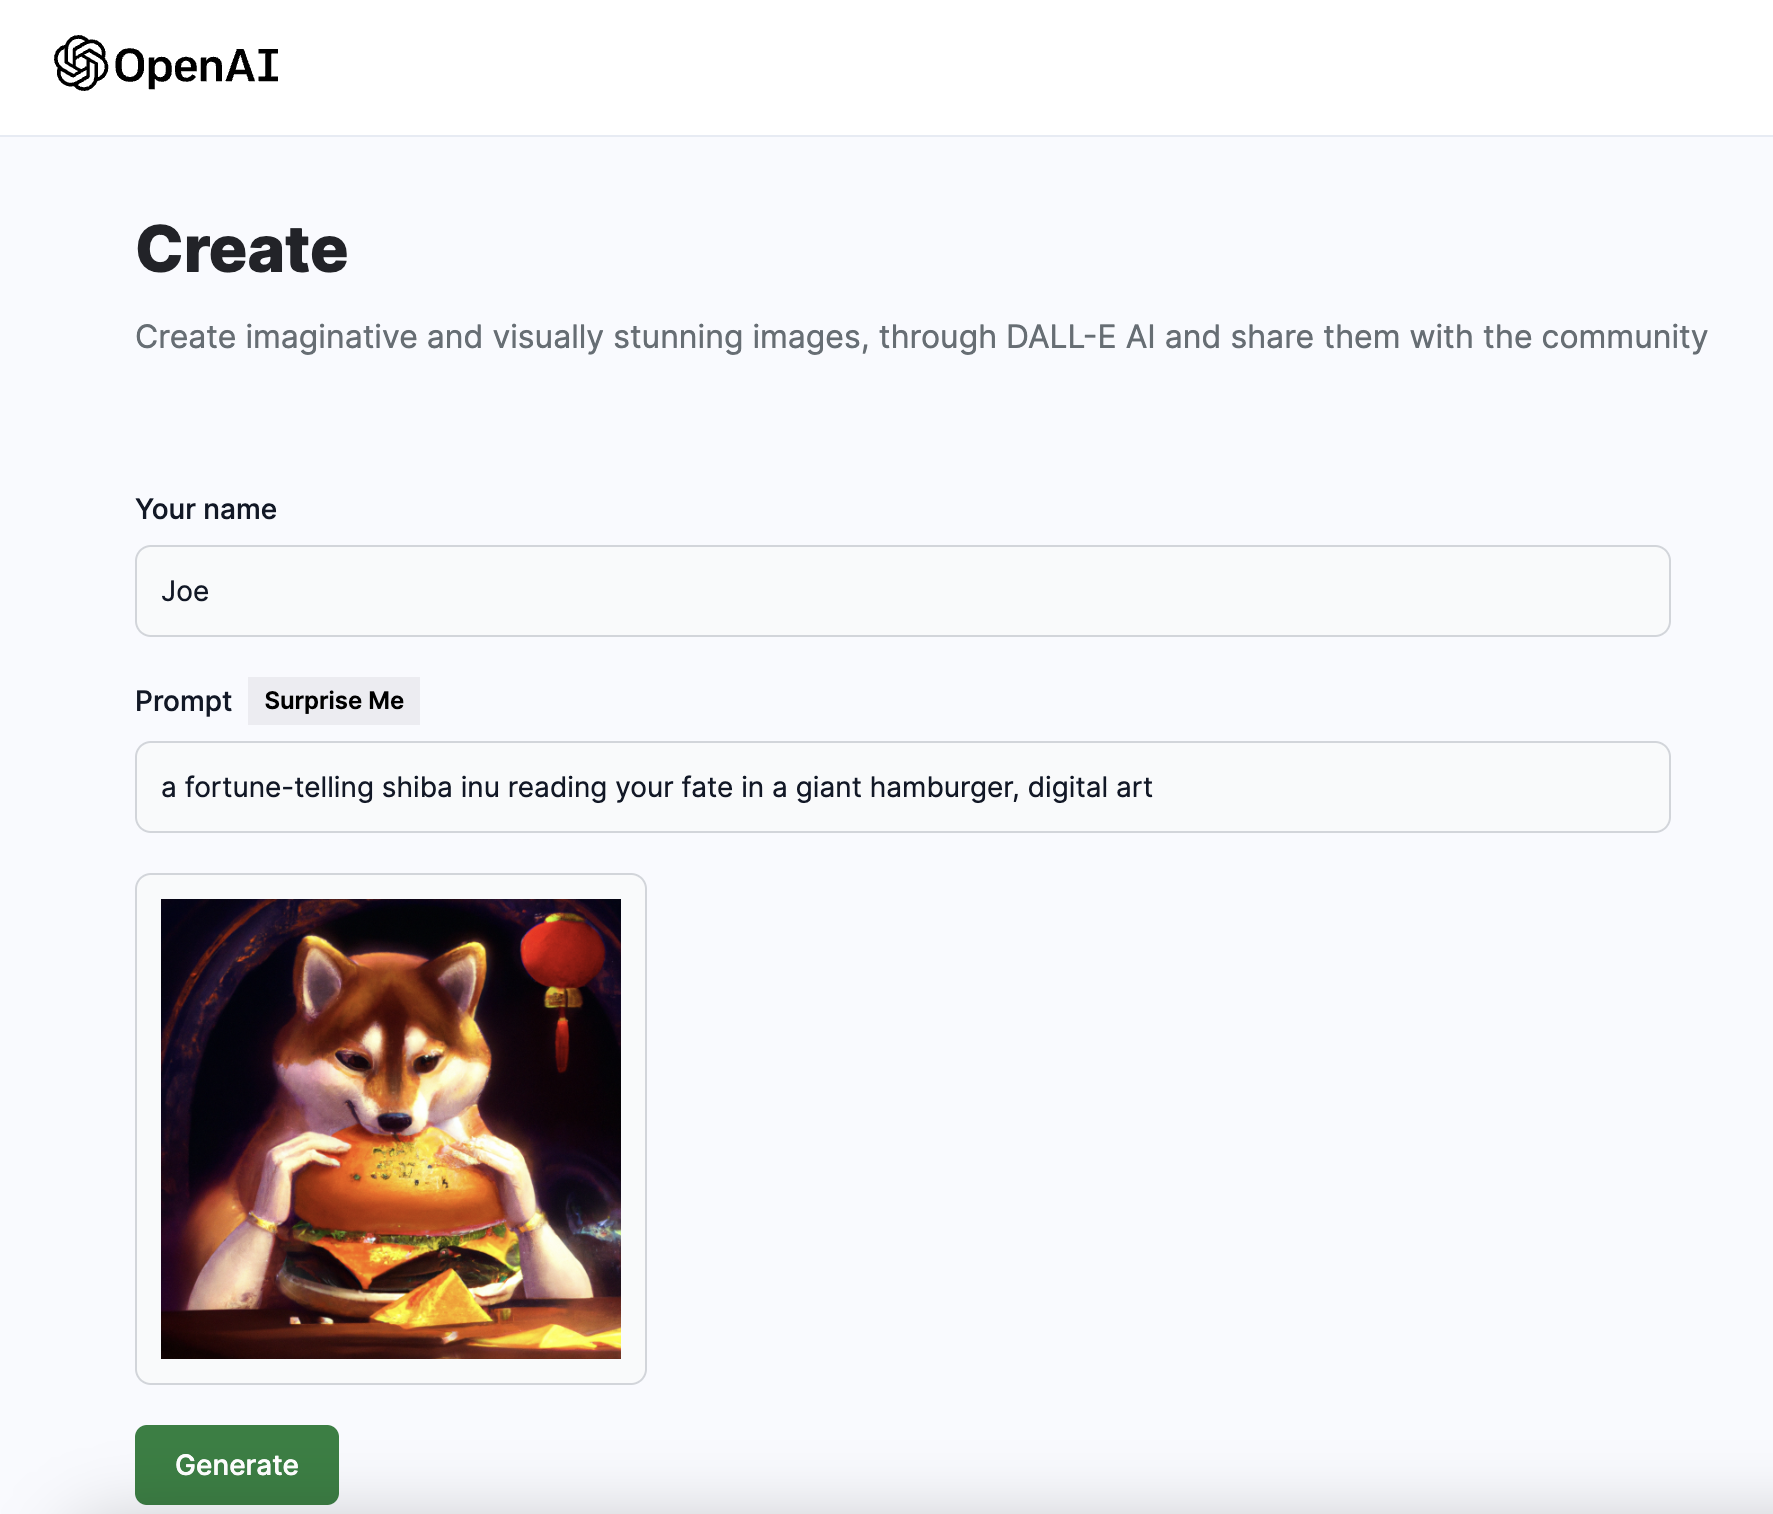 OpenAI
Create
Create imaginative and visually stunning images, through DALL-E AI and share them with the community
Your name
Joe
Prompt
Surprise Me
a fortune-telling shiba inu reading your fate in a giant hamburger, digital art
Generate